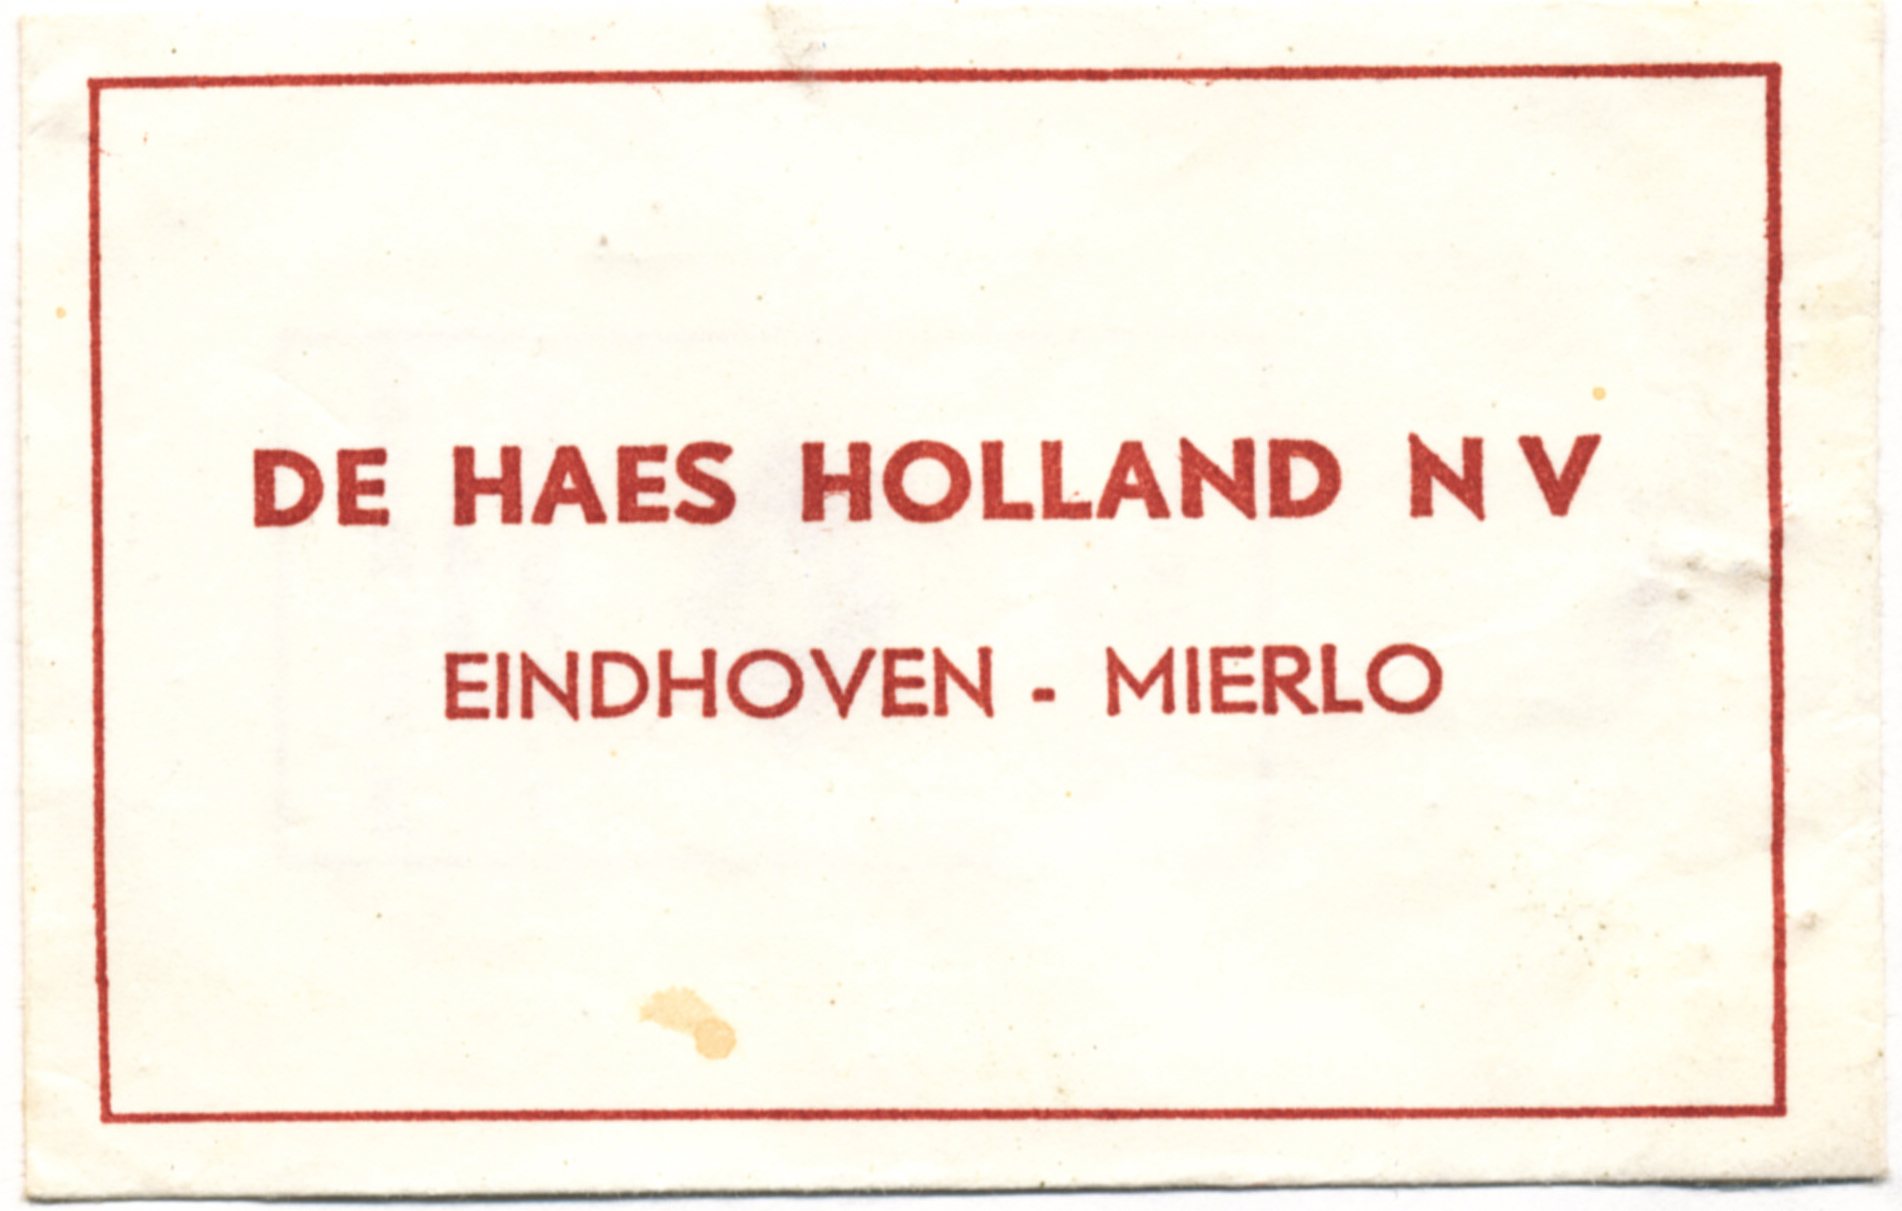 DE HAES HOLLAND N V
EINDHOVEN - MIERLO